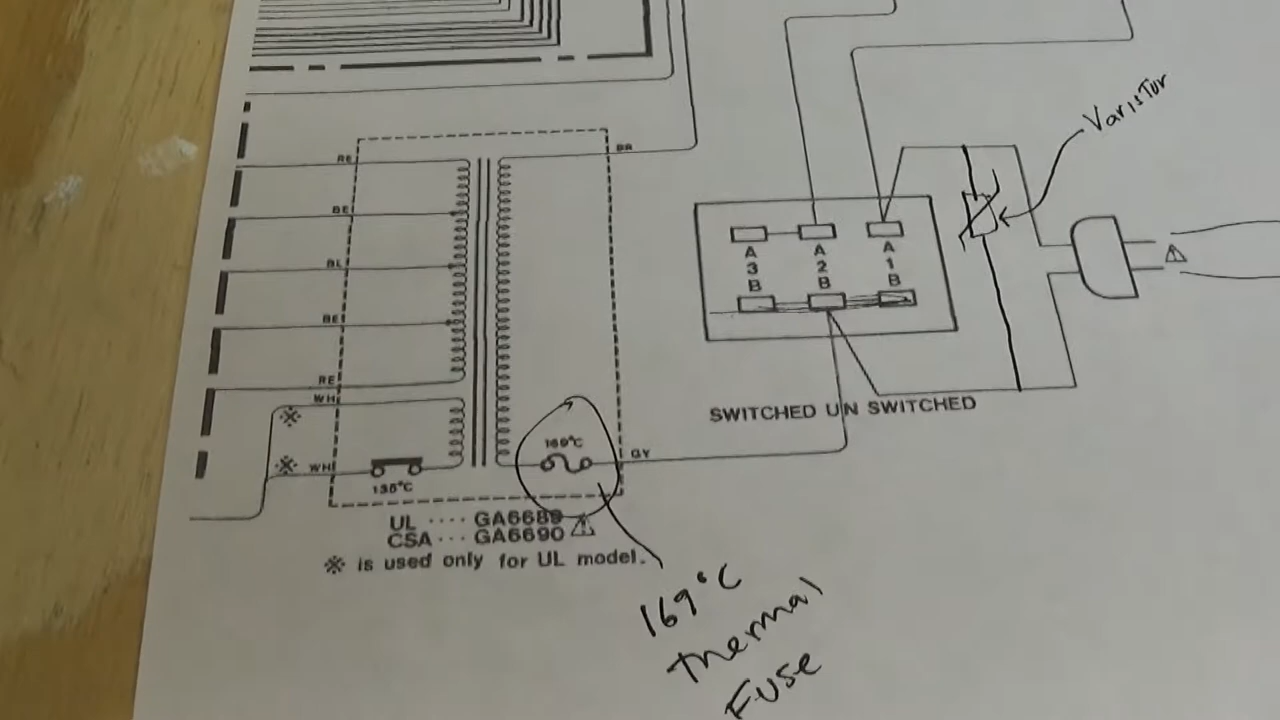 BR
Varistor
RE
BE
BL
BE
RE
WH
WH
A A A
3 2 1
B B B
SWITCHED UN SWITCHED
169°C
GY
135°C
UL ···· GA6689
CSA ··· GA6690
※ is used only for UL model.
169°C
Thermal
Fuse